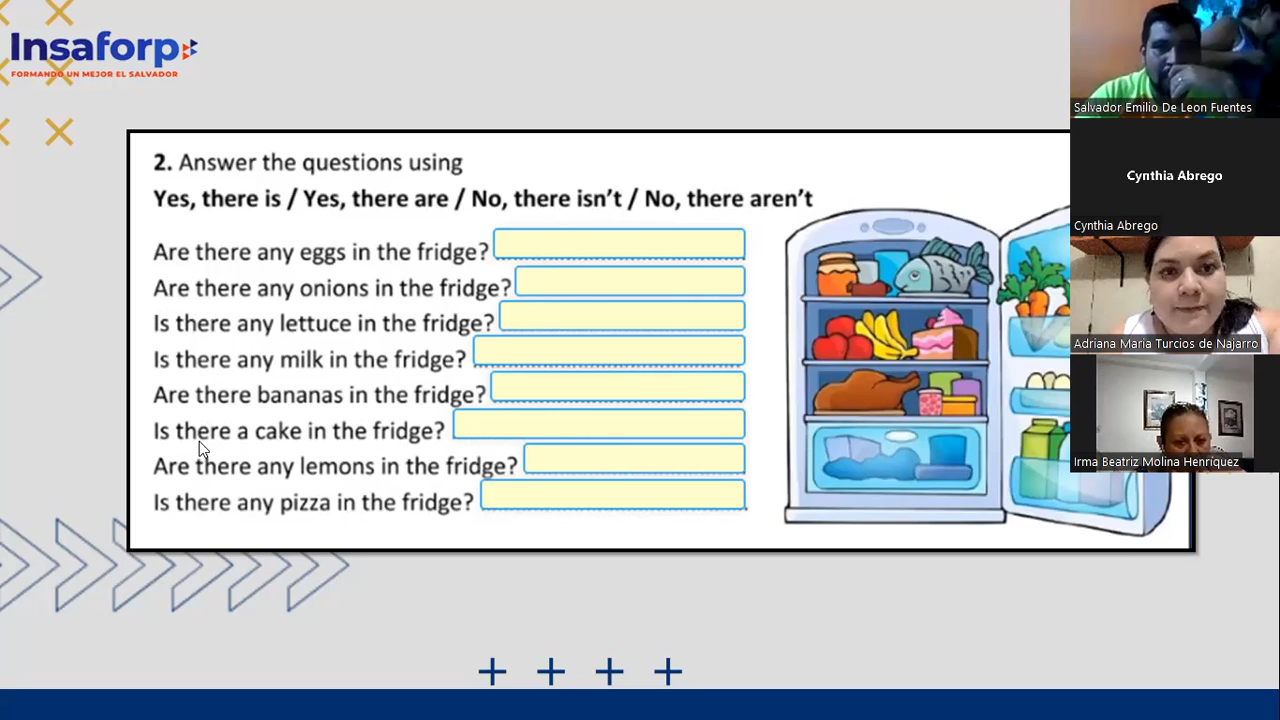 Insaforp
FORMANDO UN MEJOR EL SALVADOR
2. Answer the questions using
Yes, there is / Yes, there are / No, there isn't / No, there aren't
Are there any eggs in the fridge?
Are there any onions in the fridge?
Is there any lettuce in the fridge?
Is there any milk in the fridge?
Are there bananas in the fridge?
Is there a cake in the fridge?
Are there any lemons in the fridge?
Is there any pizza in the fridge?
Salvador Emilio De Leon Fuentes
Cynthia Abrego
Cynthia Abrego
Adriana Maria Turcios de Najarro
Irma Beatriz Molina Henríquez